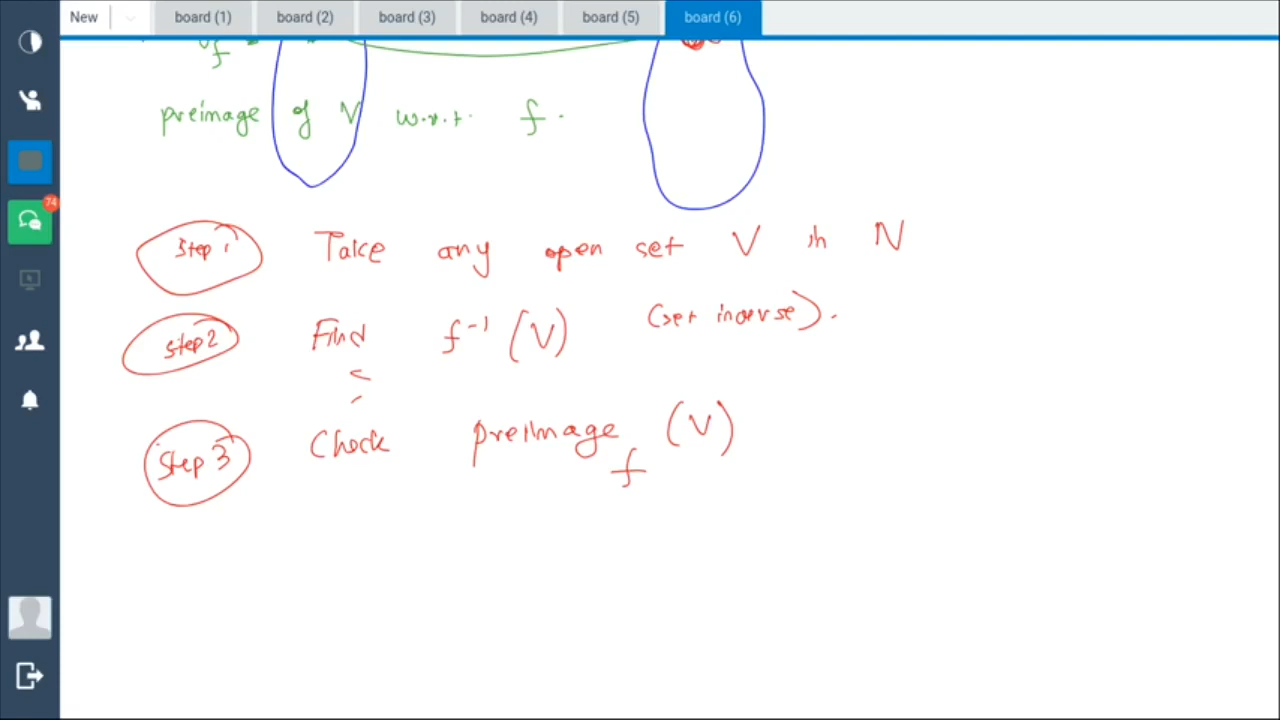 New board (1) board (2) board (3) board (4) board (5) board (6)
preimage of V w.r.t. f.
74
Step 1 Take any open set V in N
Step 2 Find f⁻¹ (V) (set inverse).
Step 3 Check preimage f (V)